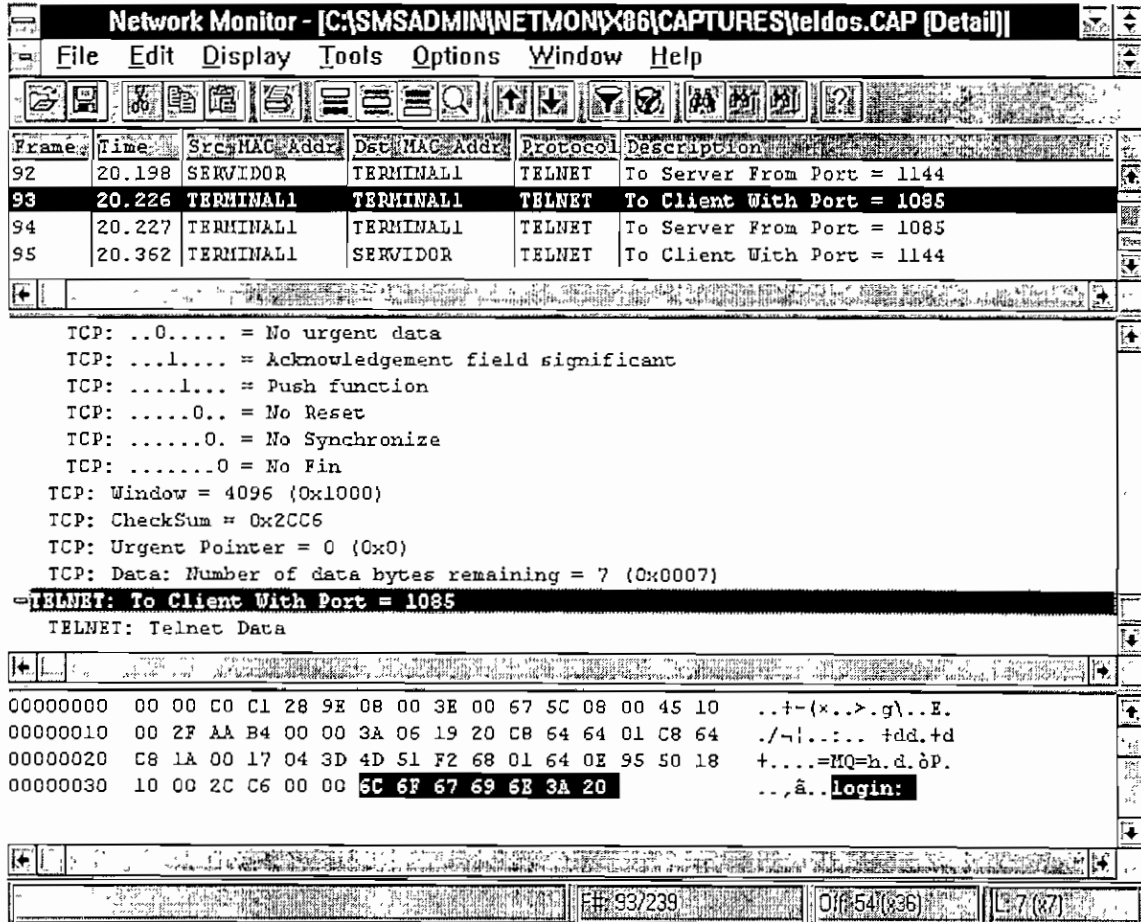 Network Monitor - [C:\SMSADMIN\NETMON\X86\CAPTURES\teldos.CAP (Detail)]
File Edit Display Tools Options Window Help
Frame Time Src MAC Addr Dst MAC Addr Protocol Description
92 20.198 SERVIDOR TERMINAL1 TELNET To Server From Port = 1144
93 20.226 TERMINAL1 TERMINAL1 TELNET To Client With Port = 1085
94 20.227 TERMINAL1 TERMINAL1 TELNET To Server From Port = 1085
95 20.362 TERMINAL1 SERVIDOR TELNET To Client With Port = 1144
TCP: ..0..... = No urgent data
TCP: ...1.... = Acknowledgement field significant
TCP: ....1... = Push function
TCP: .....0.. = No Reset
TCP: ......0. = No Synchronize
TCP: .......0 = No Fin
TCP: Window = 4096 (0x1000)
TCP: CheckSum = 0x2CC6
TCP: Urgent Pointer = 0 (0x0)
TCP: Data: Number of data bytes remaining = 7 (0x0007)
TELNET: To Client With Port = 1085
TELNET: Telnet Data
00000000 00 00 C0 C1 28 9E 08 00 3E 00 67 5C 08 00 45 10 ..+-(×..>.g\..E.
00000010 00 2F AA B4 00 00 3A 06 19 20 C8 64 64 01 C8 64 ./¬¦..:.. +dd.+d
00000020 C8 1A 00 17 04 3D 4D 51 F2 68 01 64 0E 95 50 18 +....=MQ=h.d.òP.
00000030 10 00 2C C6 00 00 6C 6F 67 69 6E 3A 20 ..,ã..login:
F#: 93/239 Off: 54(x36) L: 7 (x7)